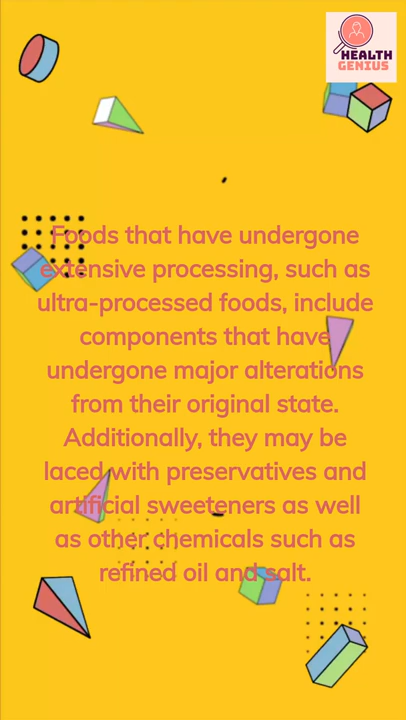 HEALTH
GENIUS
Foods that have undergone
extensive processing, such as
ultra-processed foods, include
components that have
undergone major alterations
from their original state.
Additionally, they may be
laced with preservatives and
artificial sweeteners as well
as other chemicals such as
refined oil and salt.